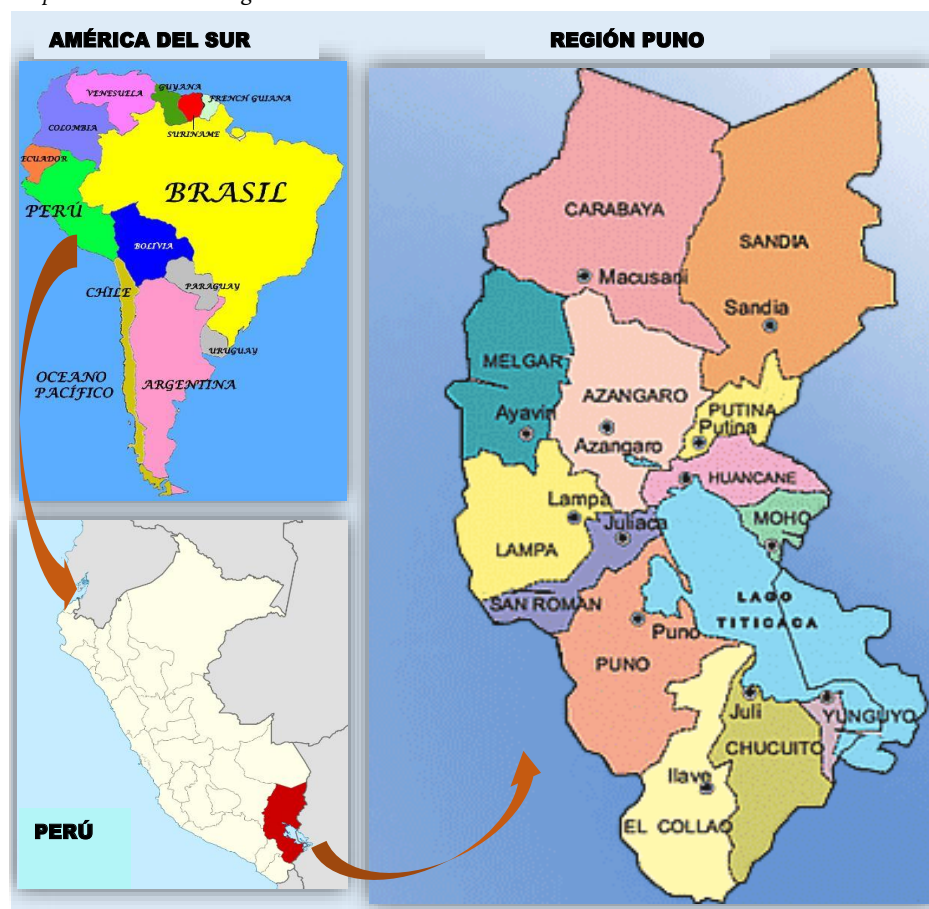 AMÉRICA DEL SUR
REGIÓN PUNO
VENESUELA
GUYANA
FRENCH GUIANA
COLOMBIA
SURINAME
ECUADOR
BRASIL
PERÚ
BOLIVIA
CHILE
PARAGUAY
URUGUAY
OCEANO
PACÍFICO
ARGENTINA
PERÚ
CARABAYA
Macusani
SANDIA
Sandia
MELGAR
Ayaviri
AZANGARO
Azangaro
PUTINA
Putina
HUANCANE
Lampa
LAMPA
Juliaca
MOHO
SAN ROMAN
LAGO
TITICACA
Puno
PUNO
Juli
YUNGUYO
CHUCUITO
Ilave
EL COLLAO